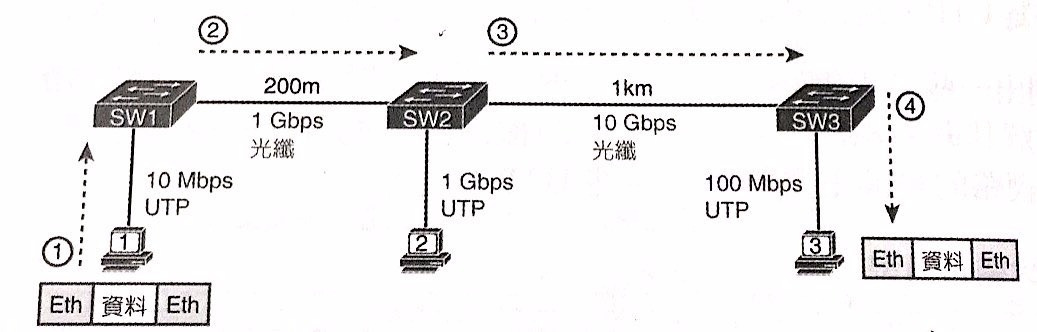 ②
③
200m
1km
④
SW1
SW2
SW3
1 Gbps
光纖
10 Gbps
光纖
10 Mbps
UTP
1 Gbps
UTP
100 Mbps
UTP
①
1
2
3
Eth 資料 Eth
Eth 資料 Eth